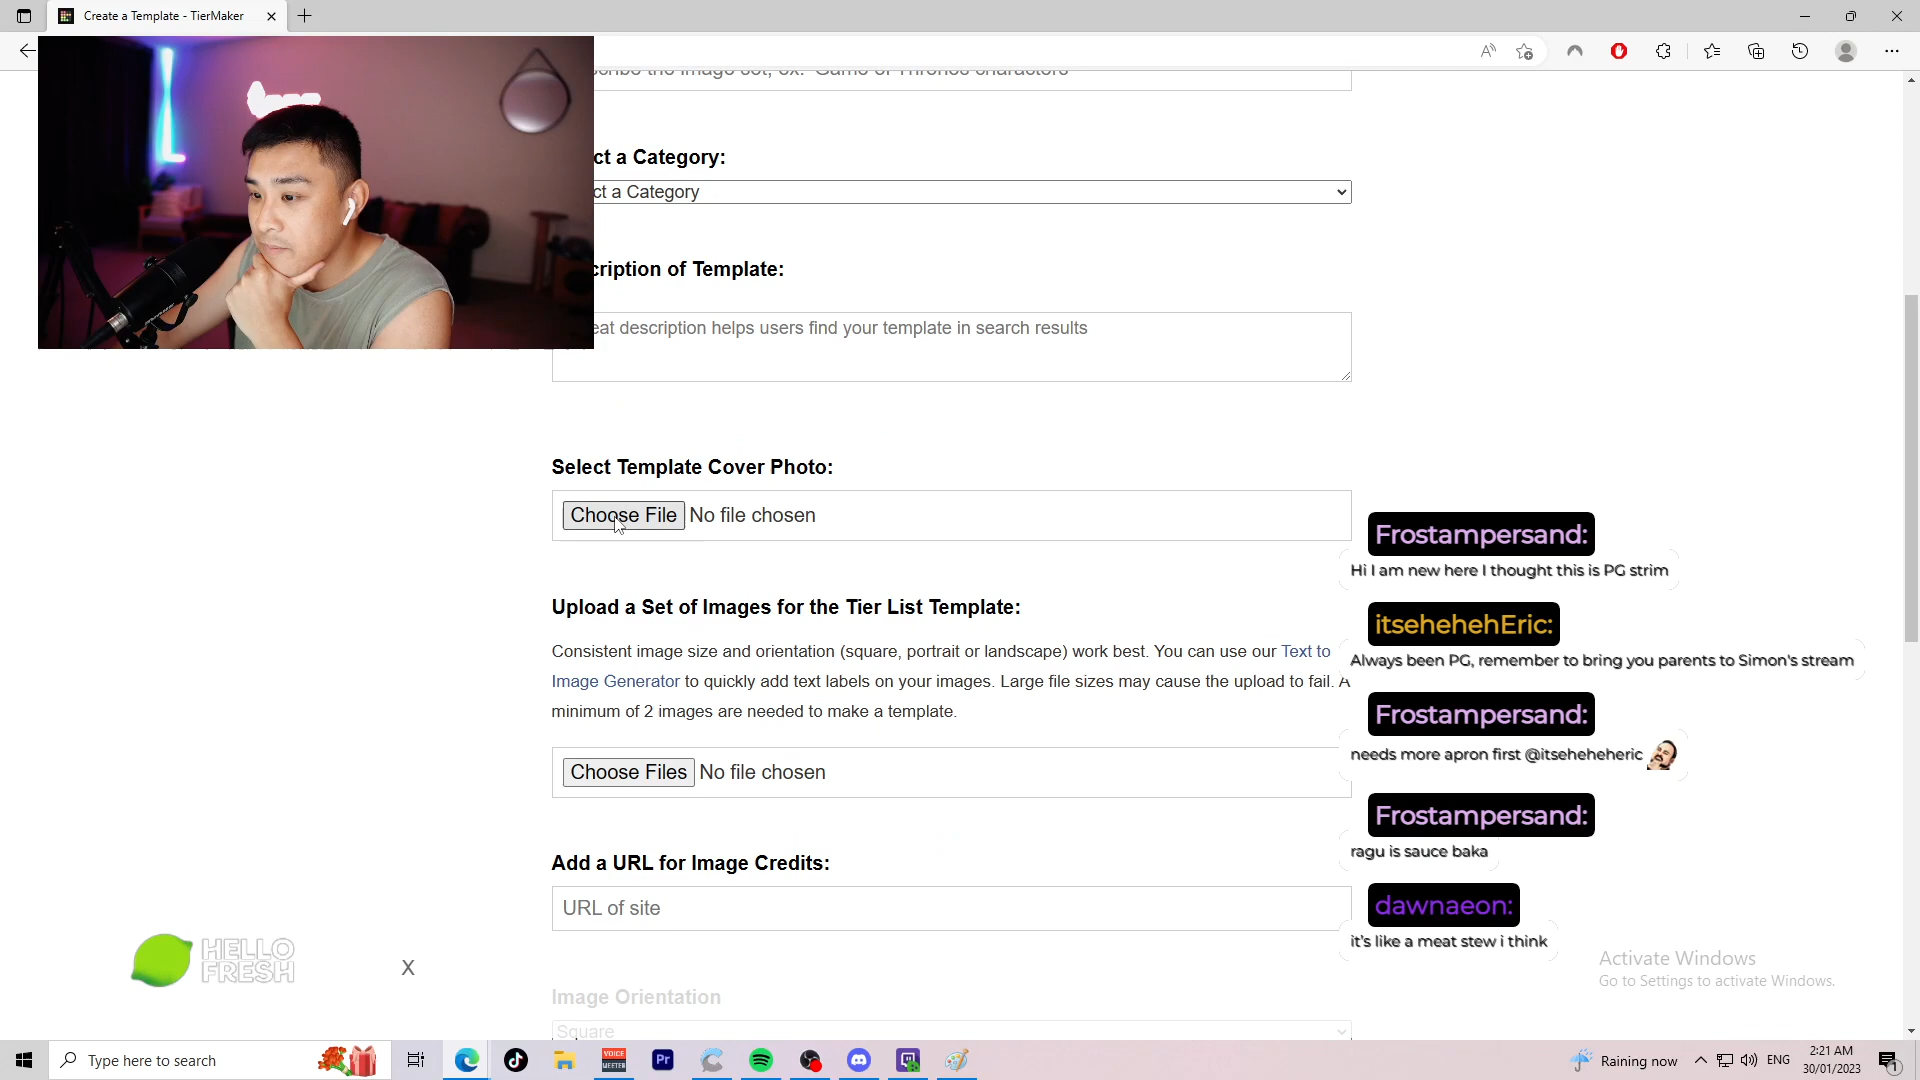 Create a Template - TierMaker
ct a Category:
ct a Category
cription of Template:
eat description helps users find your template in search results
Select Template Cover Photo:
Choose File No file chosen
Upload a Set of Images for the Tier List Template:
Consistent image size and orientation (square, portrait or landscape) work best. You can use our Text to
Image Generator to quickly add text labels on your images. Large file sizes may cause the upload to fail. A
minimum of 2 images are needed to make a template.
Choose Files No file chosen
Add a URL for Image Credits:
URL of site
Image Orientation
Square
Frostampersand:
Hi I am new here I thought this is PG strim
itsehehehEric:
Always been PG, remember to bring you parents to Simon's stream
Frostampersand:
needs more apron first @itseheheheric
Frostampersand:
ragu is sauce baka
dawnaeon:
it's like a meat stew i think
HELLO
FRESH
X
Activate Windows
Go to Settings to activate Windows.
Type here to search
VOICE
MEETER
Pr
Raining now
ENG
2:21 AM
30/01/2023
1